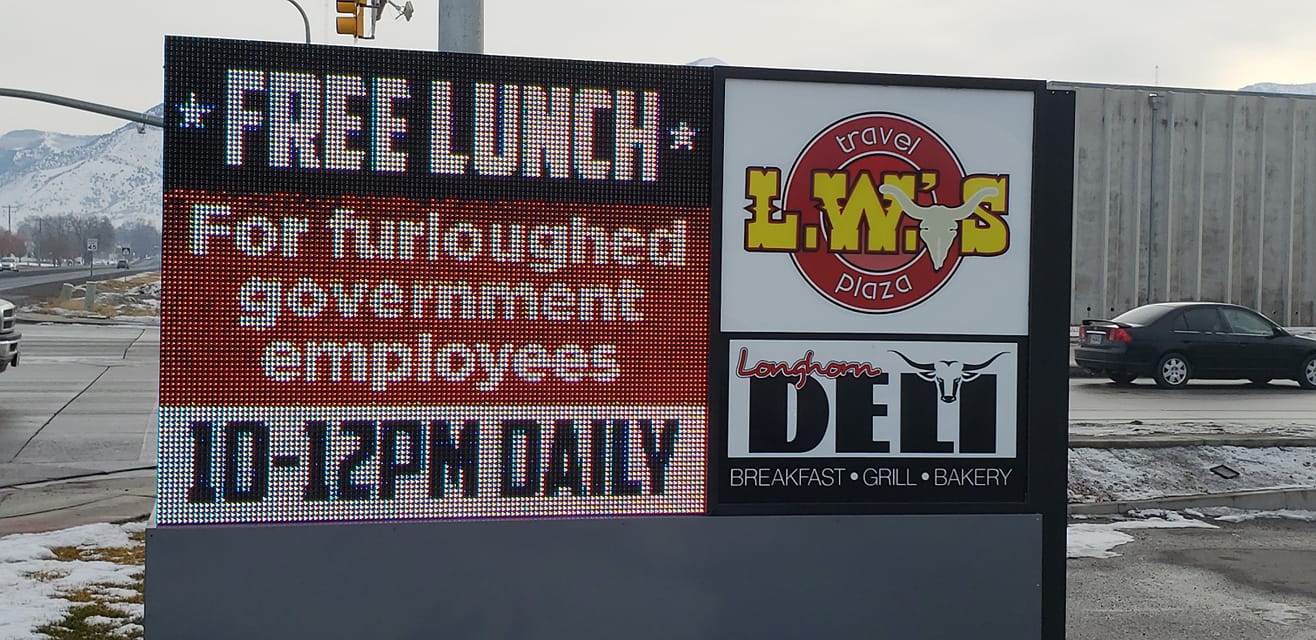 FREE LUNCH
For furloughed
government
employees
10-12PM DAILY
travel
L.W.'S
plaza
Longhorn
DELI
BREAKFAST • GRILL • BAKERY